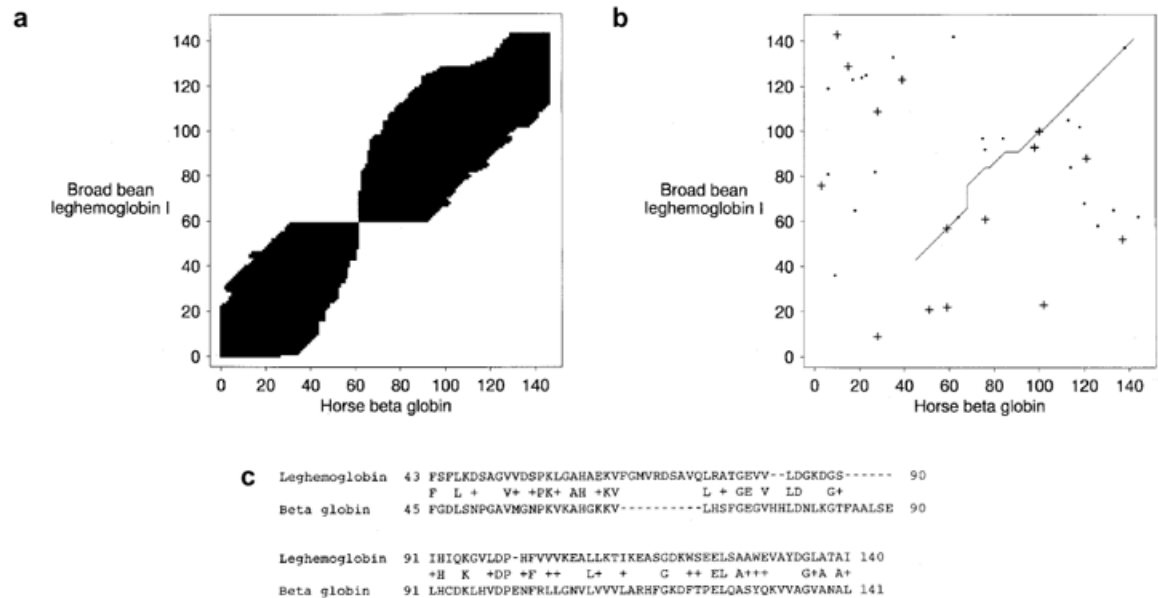 a
140
120
100
80
60
40
20
0
Broad bean
leghemoglobin I
0 20 40 60 80 100 120 140
Horse beta globin
b
140
120
100
80
60
40
20
0
Broad bean
leghemoglobin I
0 20 40 60 80 100 120 140
Horse beta globin
c
Leghemoglobin 43 FSFLKDSAGVVDSPKLGAHAEKVFGMVRDSAVQLRATGEVV--LDGKDGS------ 90
F L + V+ +PK+ AH +KV L + GE V LD G+
Beta globin 45 FGDLSNPGAVMGNPKVKAHGKKV----------LHSFGEGVHHLDNLKGTFAALSE 90
Leghemoglobin 91 IHIQKGVLDP-HFVVVKEALLKTIKEASGDKWSEELSAAWEVAYDGLATAI 140
+H K +DP +F ++ L+ + G ++ EL A+++ G+A A+
Beta globin 91 LHCDKLHVDPENFRLLGNVLVVVLARHFGKDFTPELQASYQKVVAGVANAL 141